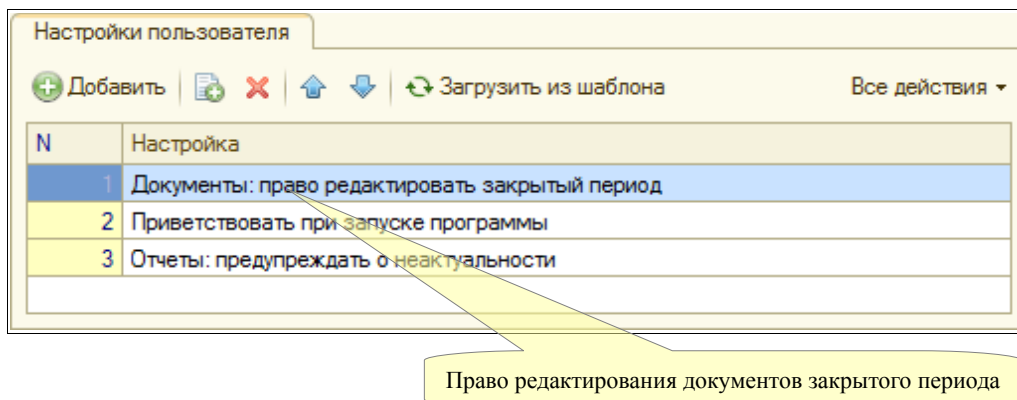 Настройки пользователя
Добавить Загрузить из шаблона Все действия
N Настройка
1 Документы: право редактировать закрытый период
2 Приветствовать при запуске программы
3 Отчеты: предупреждать о неактуальности
Право редактирования документов закрытого периода